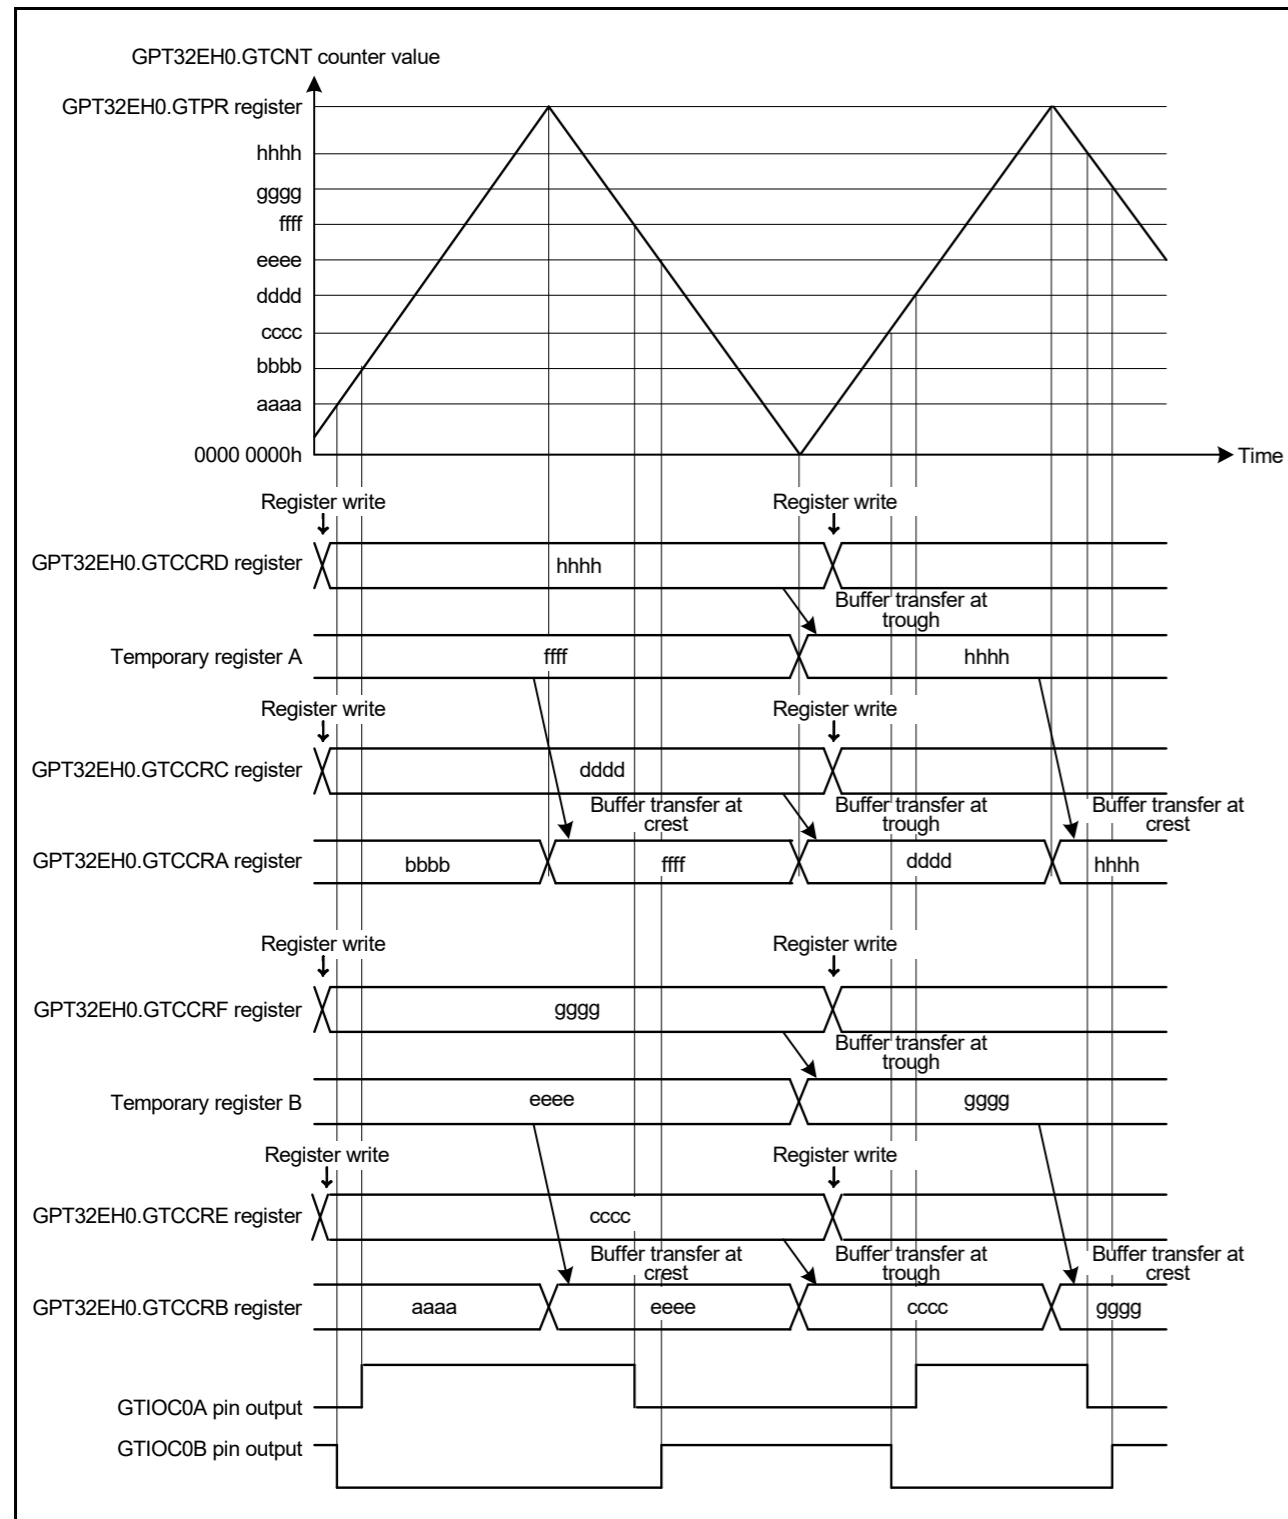 GPT32EH0.GTCNT counter value
GPT32EH0.GTPR register
hhhh
gggg
ffff
eeee
dddd
cccc
bbbb
aaaa
0000 0000h
Time
Register write
Register write
GPT32EH0.GTCCRD register
hhhh
Buffer transfer at
trough
Temporary register A
ffff
hhhh
Register write
Register write
GPT32EH0.GTCCRC register
dddd
Buffer transfer at
crest
Buffer transfer at
trough
Buffer transfer at
crest
GPT32EH0.GTCCRA register
bbbb
ffff
dddd
hhhh
Register write
Register write
GPT32EH0.GTCCRF register
gggg
Buffer transfer at
trough
Temporary register B
eeee
gggg
Register write
Register write
GPT32EH0.GTCCRE register
cccc
Buffer transfer at
crest
Buffer transfer at
trough
Buffer transfer at
crest
GPT32EH0.GTCCRB register
aaaa
eeee
cccc
gggg
GTIOC0A pin output
GTIOC0B pin output